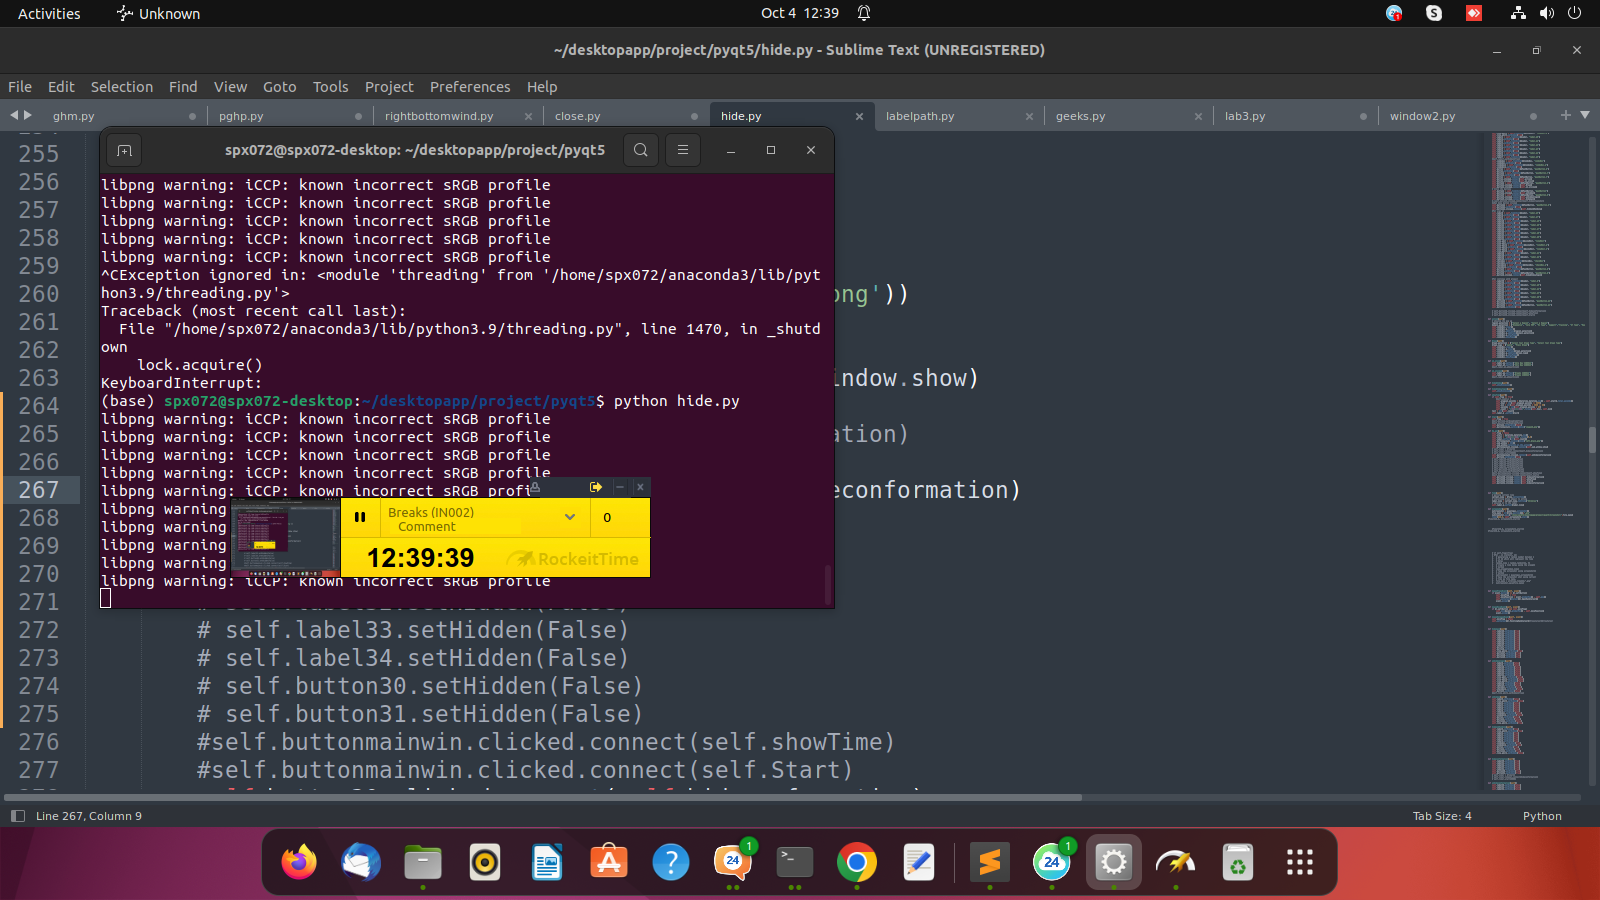 Activities Unknown Oct 4 12:39
~/desktopapp/project/pyqt5/hide.py - Sublime Text (UNREGISTERED)
File Edit Selection Find View Goto Tools Project Preferences Help
ghm.py pghp.py rightbottomwind.py close.py hide.py labelpath.py geeks.py lab3.py window2.py
spx072@spx072-desktop: ~/desktopapp/project/pyqt5
libpng warning: iCCP: known incorrect sRGB profile
libpng warning: iCCP: known incorrect sRGB profile
libpng warning: iCCP: known incorrect sRGB profile
libpng warning: iCCP: known incorrect sRGB profile
libpng warning: iCCP: known incorrect sRGB profile
^CException ignored in: <module 'threading' from '/home/spx072/anaconda3/lib/pyt
hon3.9/threading.py'>
Traceback (most recent call last):
File "/home/spx072/anaconda3/lib/python3.9/threading.py", line 1470, in _shutd
own
lock.acquire()
KeyboardInterrupt:
(base) spx072@spx072-desktop:~/desktopapp/project/pyqt5$ python hide.py
libpng warning: iCCP: known incorrect sRGB profile
libpng warning: iCCP: known incorrect sRGB profile
libpng warning: iCCP: known incorrect sRGB profile
libpng warning: iCCP: known incorrect sRGB profile
libpng warning: iCCP: known incorrect sRGB prof
libpng warning
libpng warning
libpng warning
libpng warning
libpng warning: iCCP: known incorrect sRGB profile
Breaks (IN002) 0
Comment
12:39:39 RockeitTime
255
256
257
258
259
260 ong'))
261
262
263 indow.show)
264
265 ation)
266
267 econformation)
268
269
270
271
272 # self.label33.setHidden(False)
273 # self.label34.setHidden(False)
274 # self.button30.setHidden(False)
275 # self.button31.setHidden(False)
276 #self.buttonmainwin.clicked.connect(self.showTime)
277 #self.buttonmainwin.clicked.connect(self.Start)
Line 267, Column 9 Tab Size: 4 Python
24 1 24 1